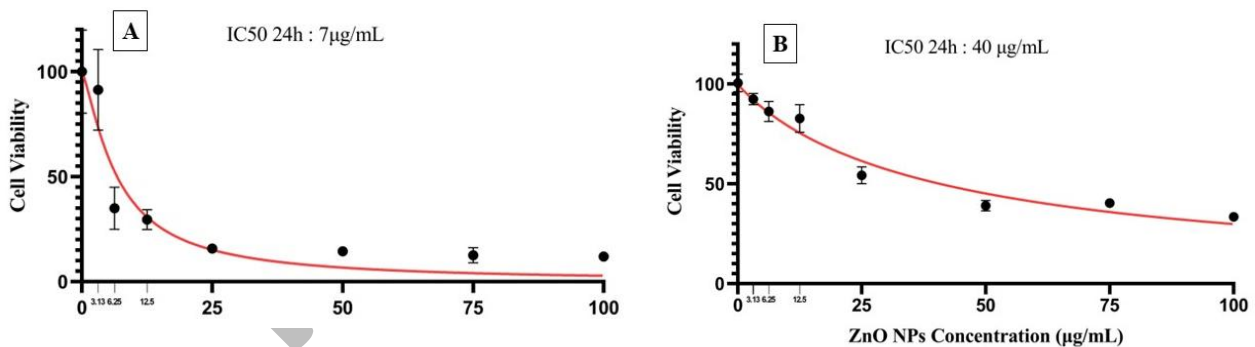 A
IC50 24h : 7μg/mL
100
50
0
Cell Viability
0 3.13 6.25 12.5 25 50 75 100
B
IC50 24h : 40 μg/mL
100
50
0
Cell Viability
0 3.13 6.25 12.5 25 50 75 100
ZnO NPs Concentration (μg/mL)